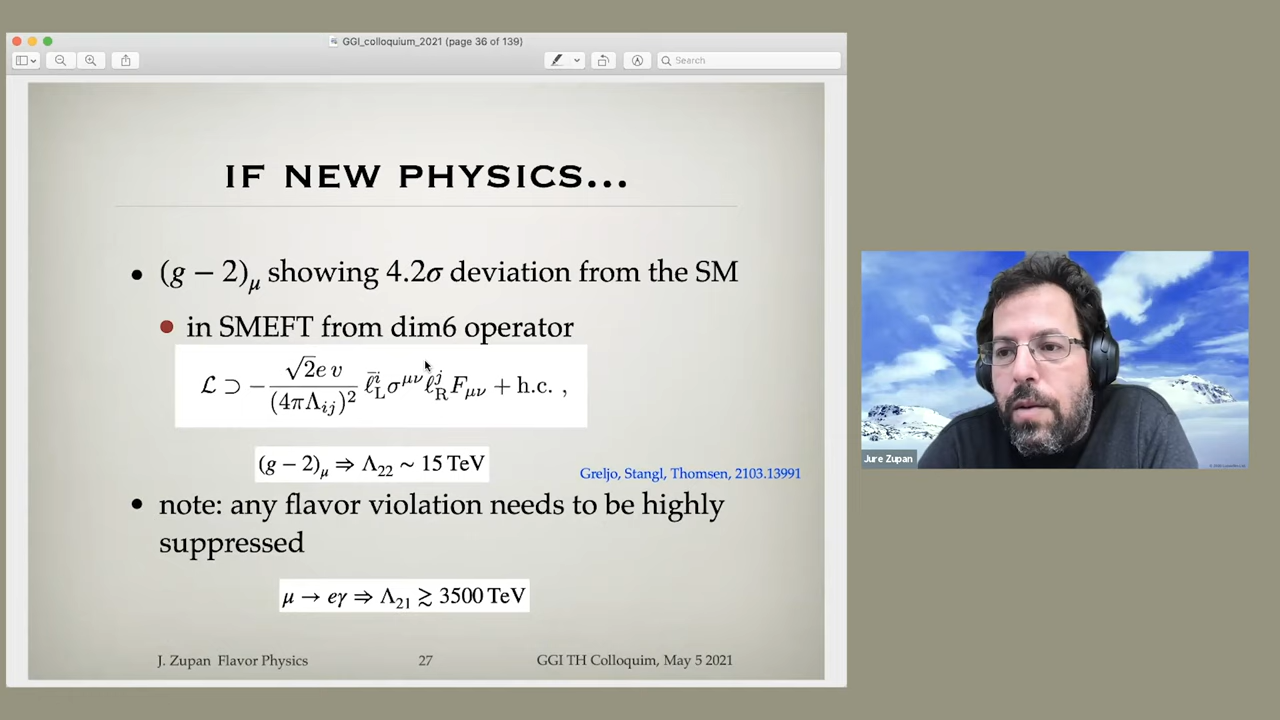 GGI_colloquium_2021 (page 36 of 139)
Search
IF NEW PHYSICS...
• (g − 2)μ showing 4.2σ deviation from the SM
• in SMEFT from dim6 operator
ℒ ⊃ − √2 e v / (4πΛij)² ℓ̄ⁱL σ^μν ℓʲR Fμν + h.c. ,
(g − 2)μ ⇒ Λ22 ~ 15 TeV
Greljo, Stangl, Thomsen, 2103.13991
• note: any flavor violation needs to be highly
suppressed
μ → eγ ⇒ Λ21 ≳ 3500 TeV
J. Zupan Flavor Physics 27 GGI TH Colloquim, May 5 2021
Jure Zupan